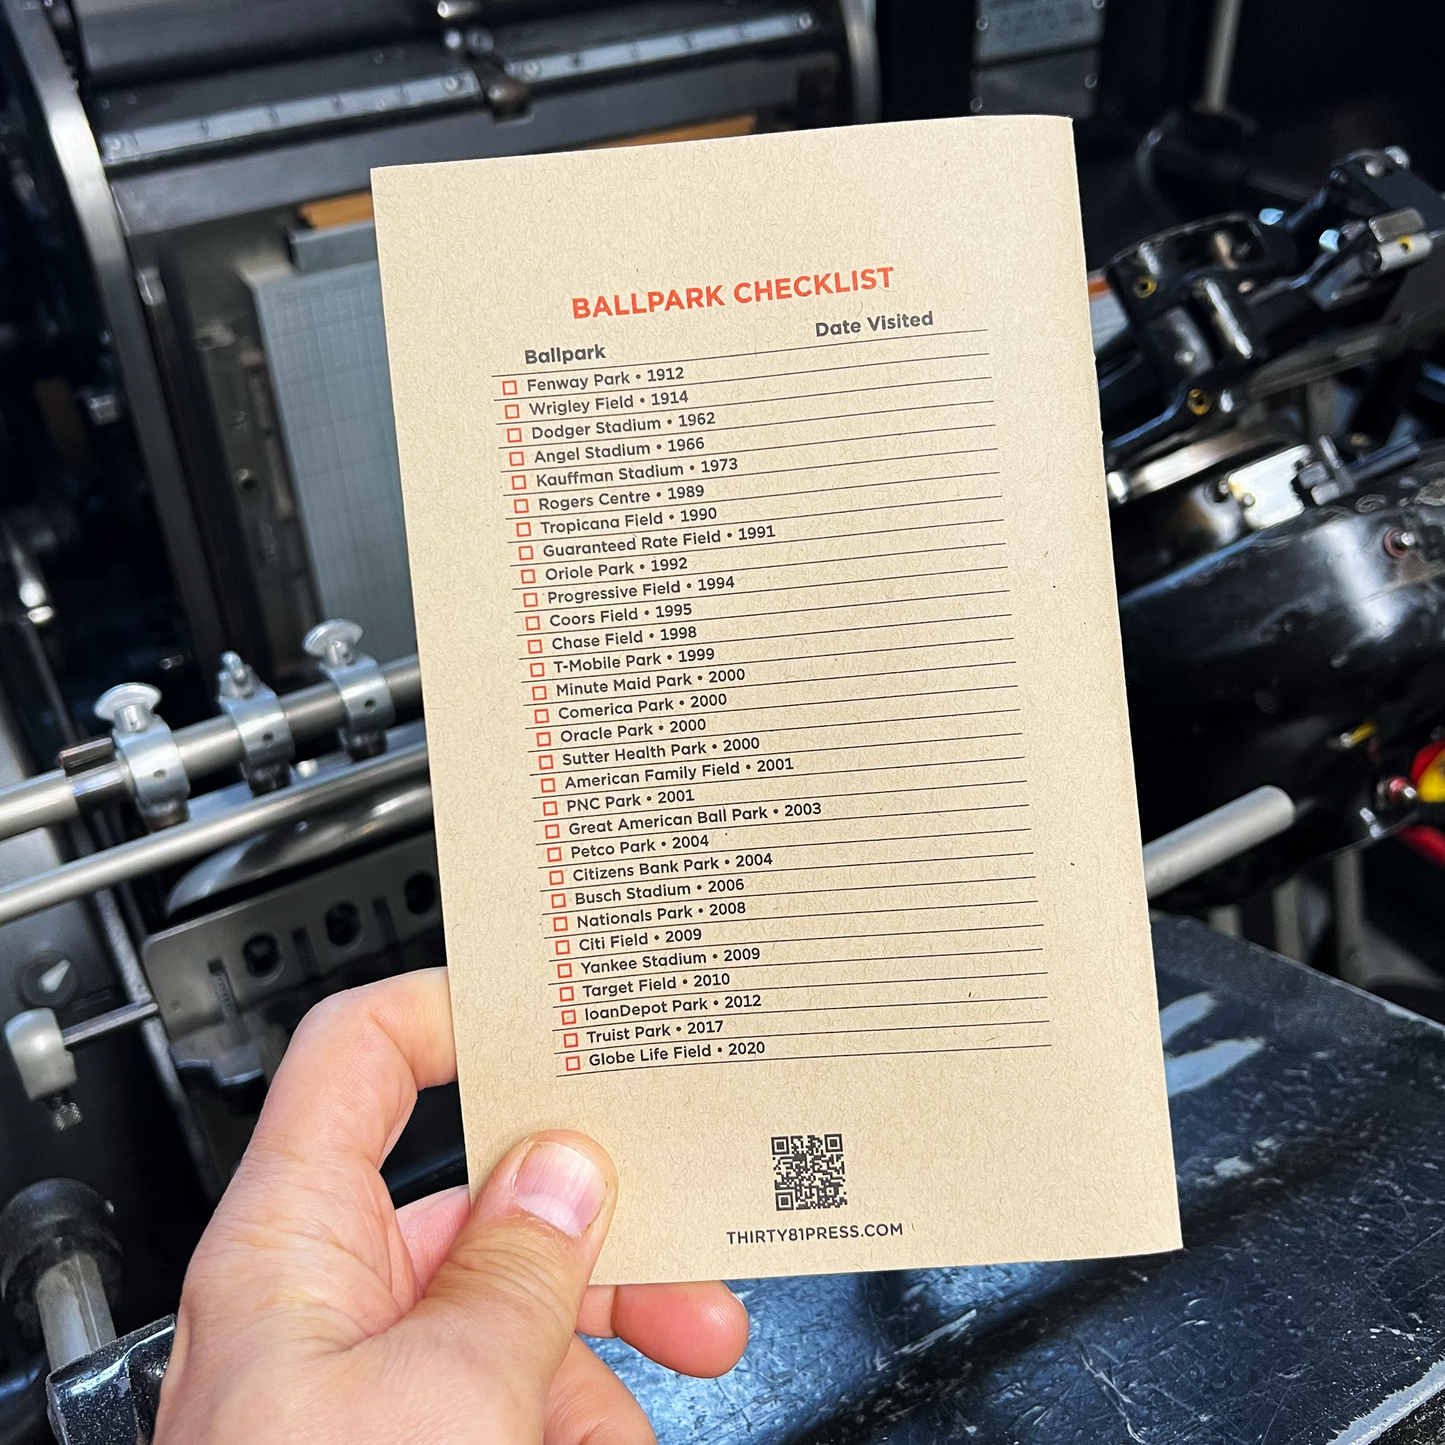 BALLPARK CHECKLIST
Ballpark Date Visited
Fenway Park • 1912
Wrigley Field • 1914
Dodger Stadium • 1962
Angel Stadium • 1966
Kauffman Stadium • 1973
Rogers Centre • 1989
Tropicana Field • 1990
Guaranteed Rate Field • 1991
Oriole Park • 1992
Progressive Field • 1994
Coors Field • 1995
Chase Field • 1998
T-Mobile Park • 1999
Minute Maid Park • 2000
Comerica Park • 2000
Oracle Park • 2000
Sutter Health Park • 2000
American Family Field • 2001
PNC Park • 2001
Great American Ball Park • 2003
Petco Park • 2004
Citizens Bank Park • 2004
Busch Stadium • 2006
Nationals Park • 2008
Citi Field • 2009
Yankee Stadium • 2009
Target Field • 2010
loanDepot Park • 2012
Truist Park • 2017
Globe Life Field • 2020
THIRTY81PRESS.COM